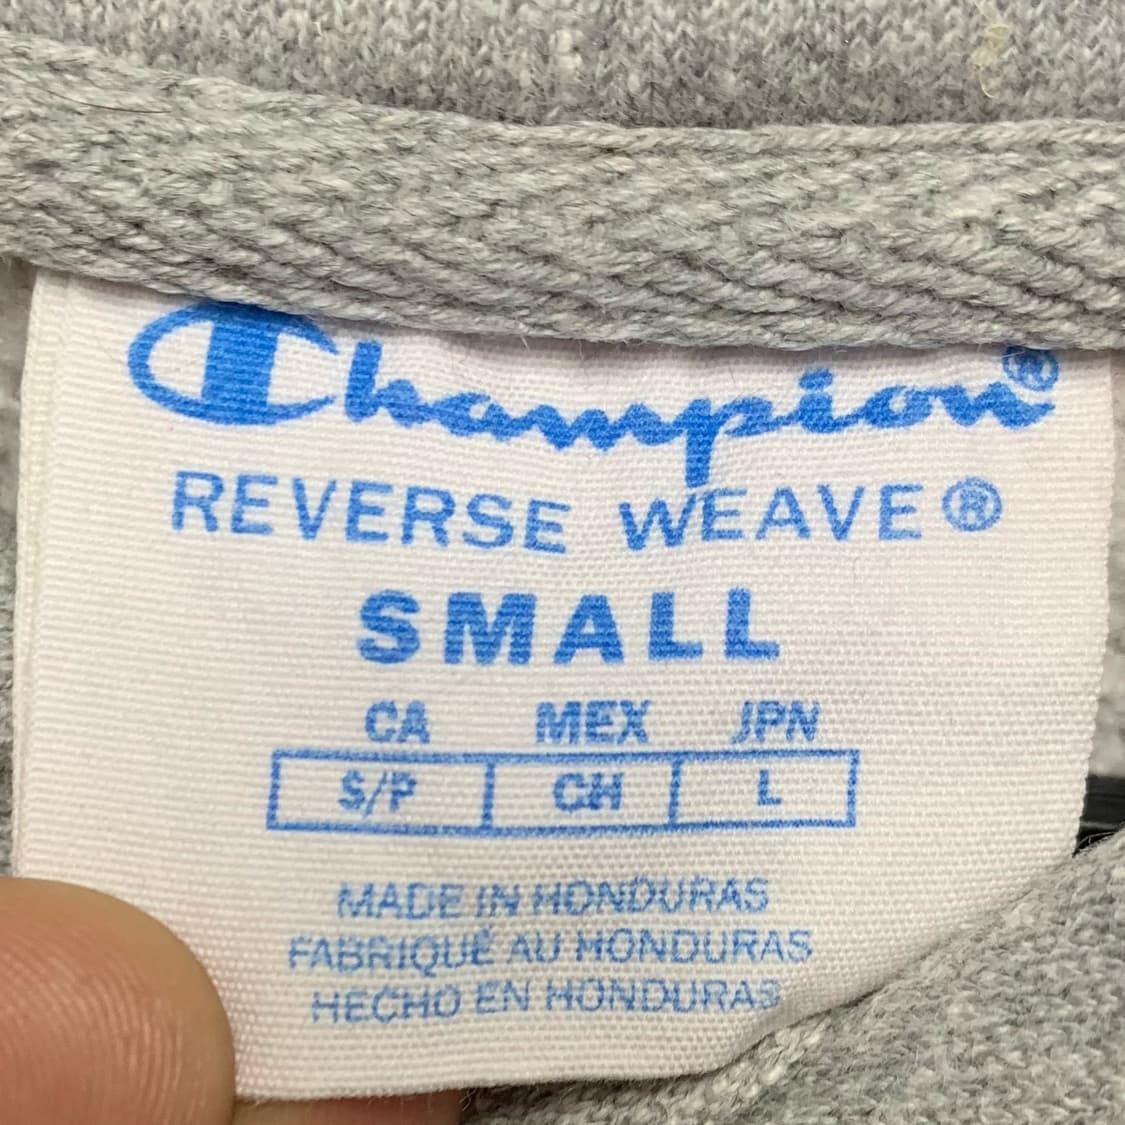 Champion®
REVERSE WEAVE®
SMALL
CA MEX JPN
S/P CH L
MADE IN HONDURAS
FABRIQUÉ AU HONDURAS
HECHO EN HONDURAS